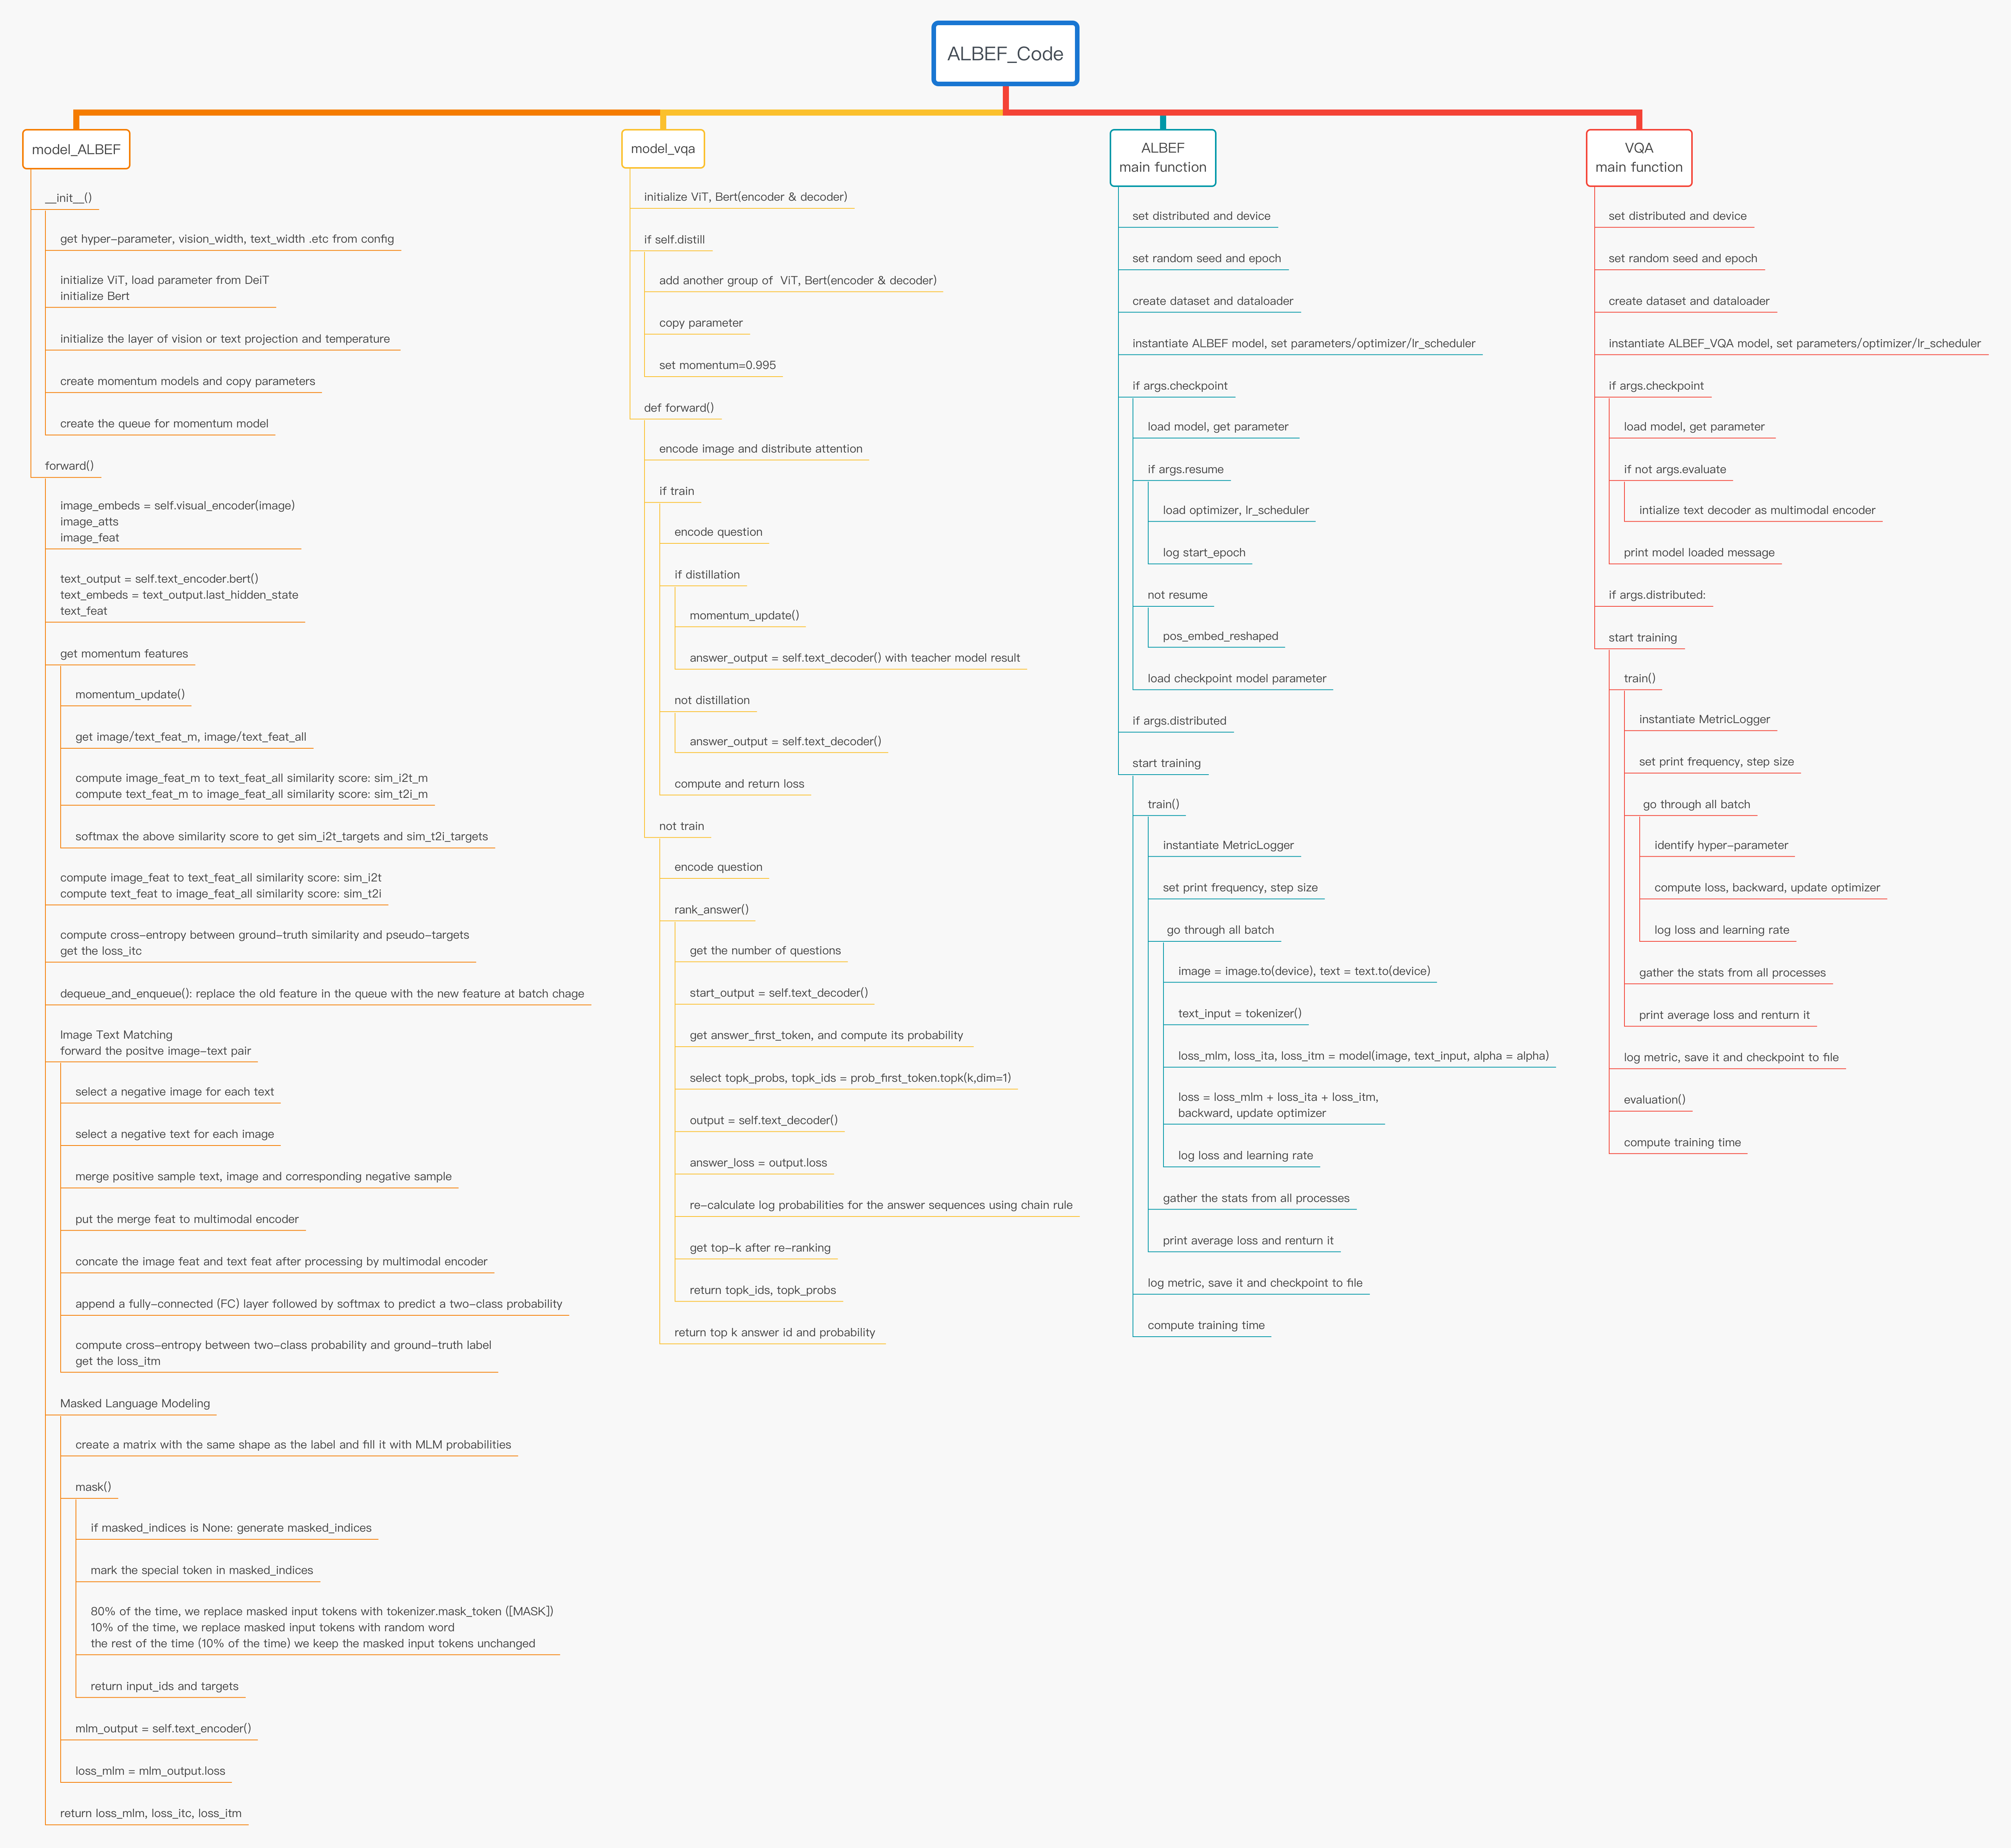 ALBEF_Code
model_ALBEF
__init__()
get hyper-parameter, vision_width, text_width .etc from config
initialize ViT, load parameter from DeiT
initialize Bert
initialize the layer of vision or text projection and temperature
create momentum models and copy parameters
create the queue for momentum model
forward()
image_embeds = self.visual_encoder(image)
image_atts
image_feat
text_output = self.text_encoder.bert()
text_embeds = text_output.last_hidden_state
text_feat
get momentum features
momentum_update()
get image/text_feat_m, image/text_feat_all
compute image_feat_m to text_feat_all similarity score: sim_i2t_m
compute text_feat_m to image_feat_all similarity score: sim_t2i_m
softmax the above similarity score to get sim_i2t_targets and sim_t2i_targets
compute image_feat to text_feat_all similarity score: sim_i2t
compute text_feat to image_feat_all similarity score: sim_t2i
compute cross-entropy between ground-truth similarity and pseudo-targets
get the loss_itc
dequeue_and_enqueue(): replace the old feature in the queue with the new feature at batch chage
Image Text Matching
forward the positve image-text pair
select a negative image for each text
select a negative text for each image
merge positive sample text, image and corresponding negative sample
put the merge feat to multimodal encoder
concate the image feat and text feat after processing by multimodal encoder
append a fully-connected (FC) layer followed by softmax to predict a two-class probability
compute cross-entropy between two-class probability and ground-truth label
get the loss_itm
Masked Language Modeling
create a matrix with the same shape as the label and fill it with MLM probabilities
mask()
if masked_indices is None: generate masked_indices
mark the special token in masked_indices
80% of the time, we replace masked input tokens with tokenizer.mask_token ([MASK])
10% of the time, we replace masked input tokens with random word
the rest of the time (10% of the time) we keep the masked input tokens unchanged
return input_ids and targets
mlm_output = self.text_encoder()
loss_mlm = mlm_output.loss
return loss_mlm, loss_itc, loss_itm
model_vqa
initialize ViT, Bert(encoder & decoder)
if self.distill
add another group of  ViT, Bert(encoder & decoder)
copy parameter
set momentum=0.995
def forward()
encode image and distribute attention
if train
encode question
if distillation
momentum_update()
answer_output = self.text_decoder() with teacher model result
not distillation
answer_output = self.text_decoder()
compute and return loss
not train
encode question
rank_answer()
get the number of questions
start_output = self.text_decoder()
get answer_first_token, and compute its probability
select topk_probs, topk_ids = prob_first_token.topk(k,dim=1)
output = self.text_decoder()
answer_loss = output.loss
re-calculate log probabilities for the answer sequences using chain rule
get top-k after re-ranking
return topk_ids, topk_probs
return top k answer id and probability
ALBEF
main function
set distributed and device
set random seed and epoch
create dataset and dataloader
instantiate ALBEF model, set parameters/optimizer/lr_scheduler
if args.checkpoint
load model, get parameter
if args.resume
load optimizer, lr_scheduler
log start_epoch
not resume
pos_embed_reshaped
load checkpoint model parameter
if args.distributed
start training
train()
instantiate MetricLogger
set print frequency, step size
go through all batch
image = image.to(device), text = text.to(device)
text_input = tokenizer()
loss_mlm, loss_ita, loss_itm = model(image, text_input, alpha = alpha)
loss = loss_mlm + loss_ita + loss_itm,
backward, update optimizer
log loss and learning rate
gather the stats from all processes
print average loss and renturn it
log metric, save it and checkpoint to file
compute training time
VQA
main function
set distributed and device
set random seed and epoch
create dataset and dataloader
instantiate ALBEF_VQA model, set parameters/optimizer/lr_scheduler
if args.checkpoint
load model, get parameter
if not args.evaluate
intialize text decoder as multimodal encoder
print model loaded message
if args.distributed:
start training
train()
instantiate MetricLogger
set print frequency, step size
go through all batch
identify hyper-parameter
compute loss, backward, update optimizer
log loss and learning rate
gather the stats from all processes
print average loss and renturn it
log metric, save it and checkpoint to file
evaluation()
compute training time